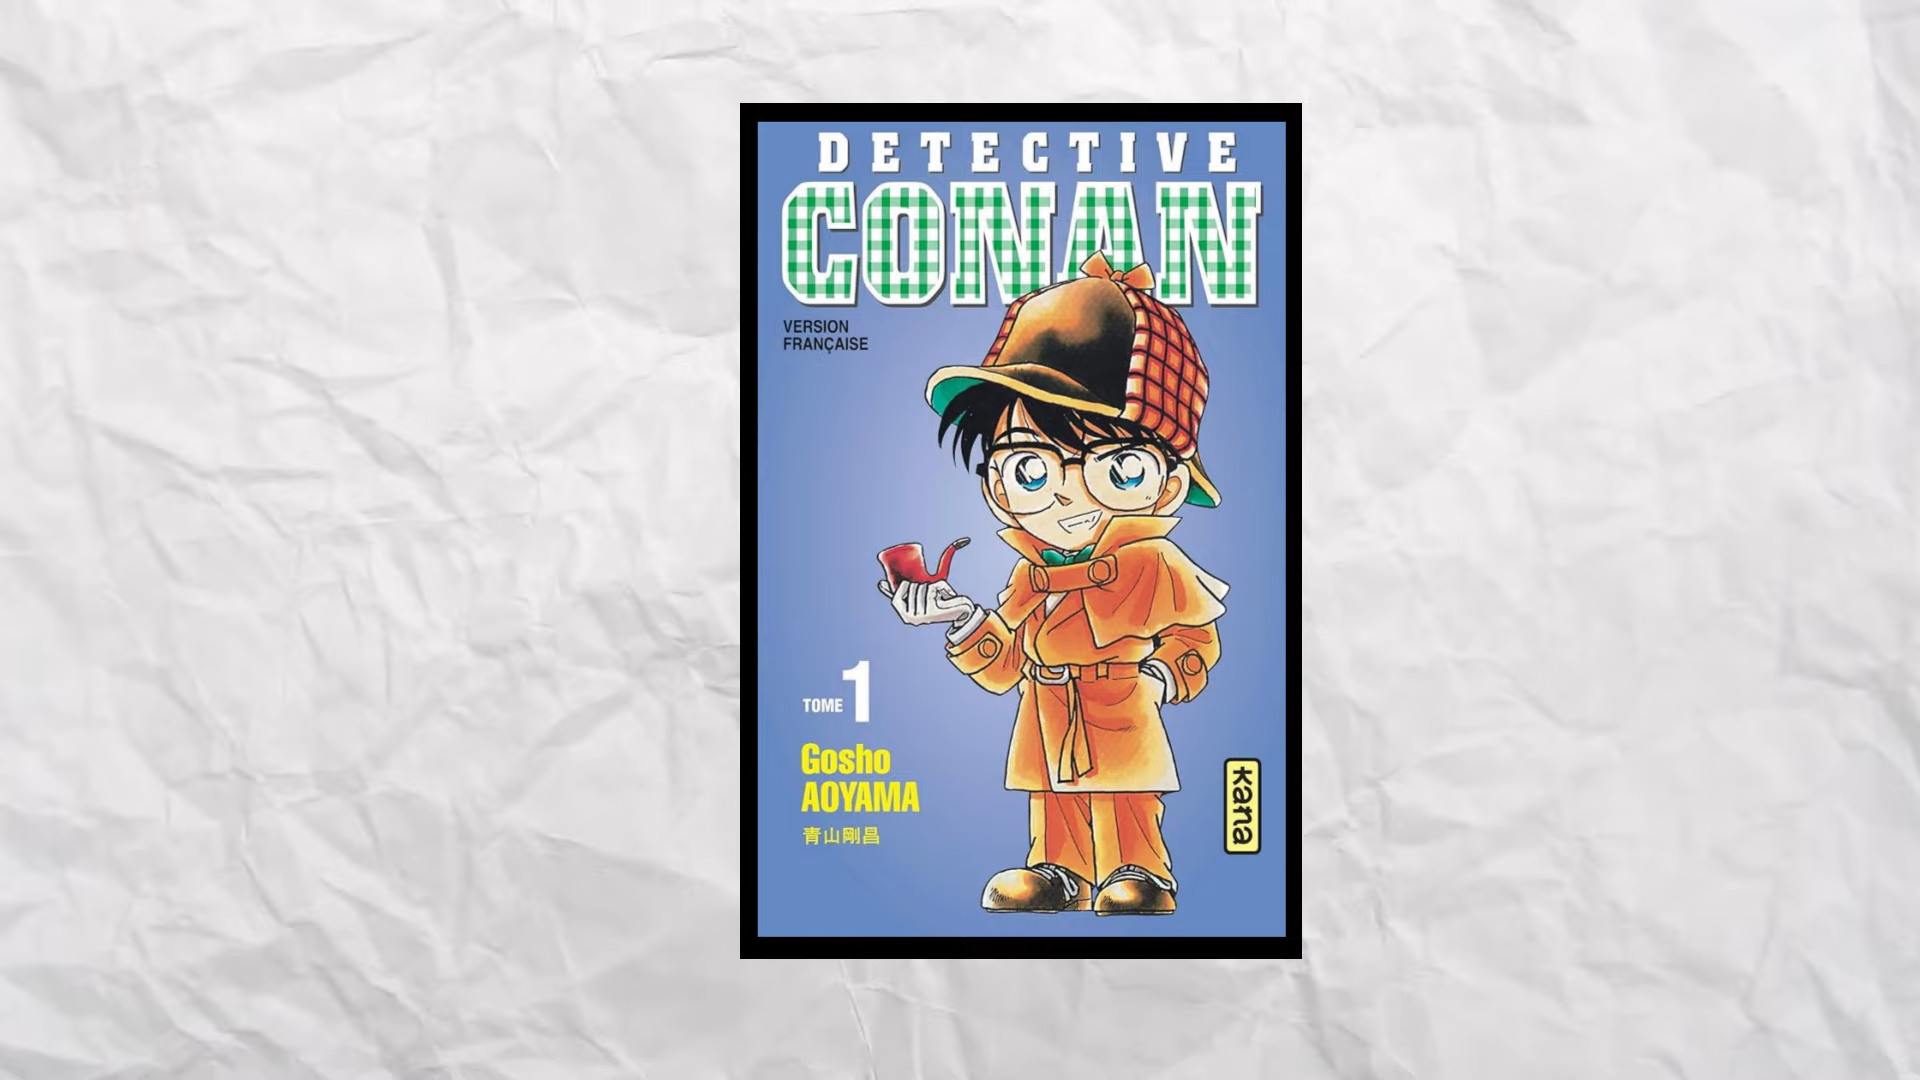 DETECTIVE
CONAN
VERSION
FRANÇAISE
TOME 1
Gosho
AOYAMA
青山剛昌
kana